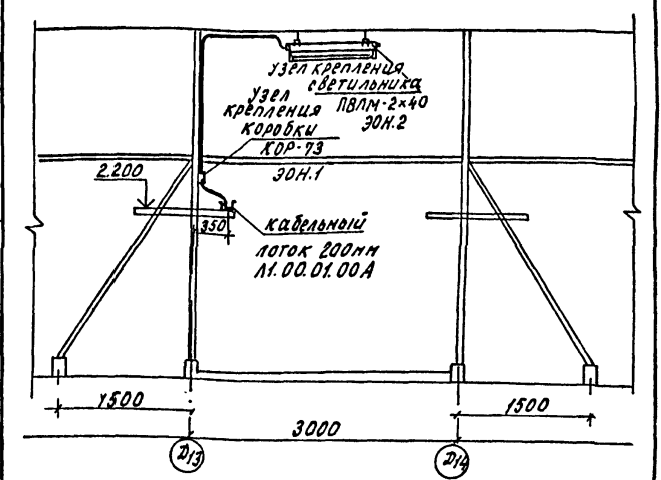 узел крепления
светильника
ПВЛМ-2×40
ЭОН.2
узел
крепления
коробки
КОР-73
ЭОН.1
2.200
350
кабельный
лоток 200мм
Л1.00.01.00А
1500
3000
1500
Д13
Д14